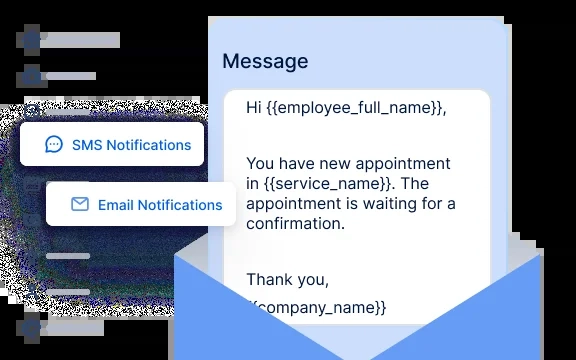 Message
Hi {{employee_full_name}},
You have new appointment
in {{service_name}}. The
appointment is waiting for a
confirmation.
Thank you,
{company_name}}
SMS Notifications
Email Notifications